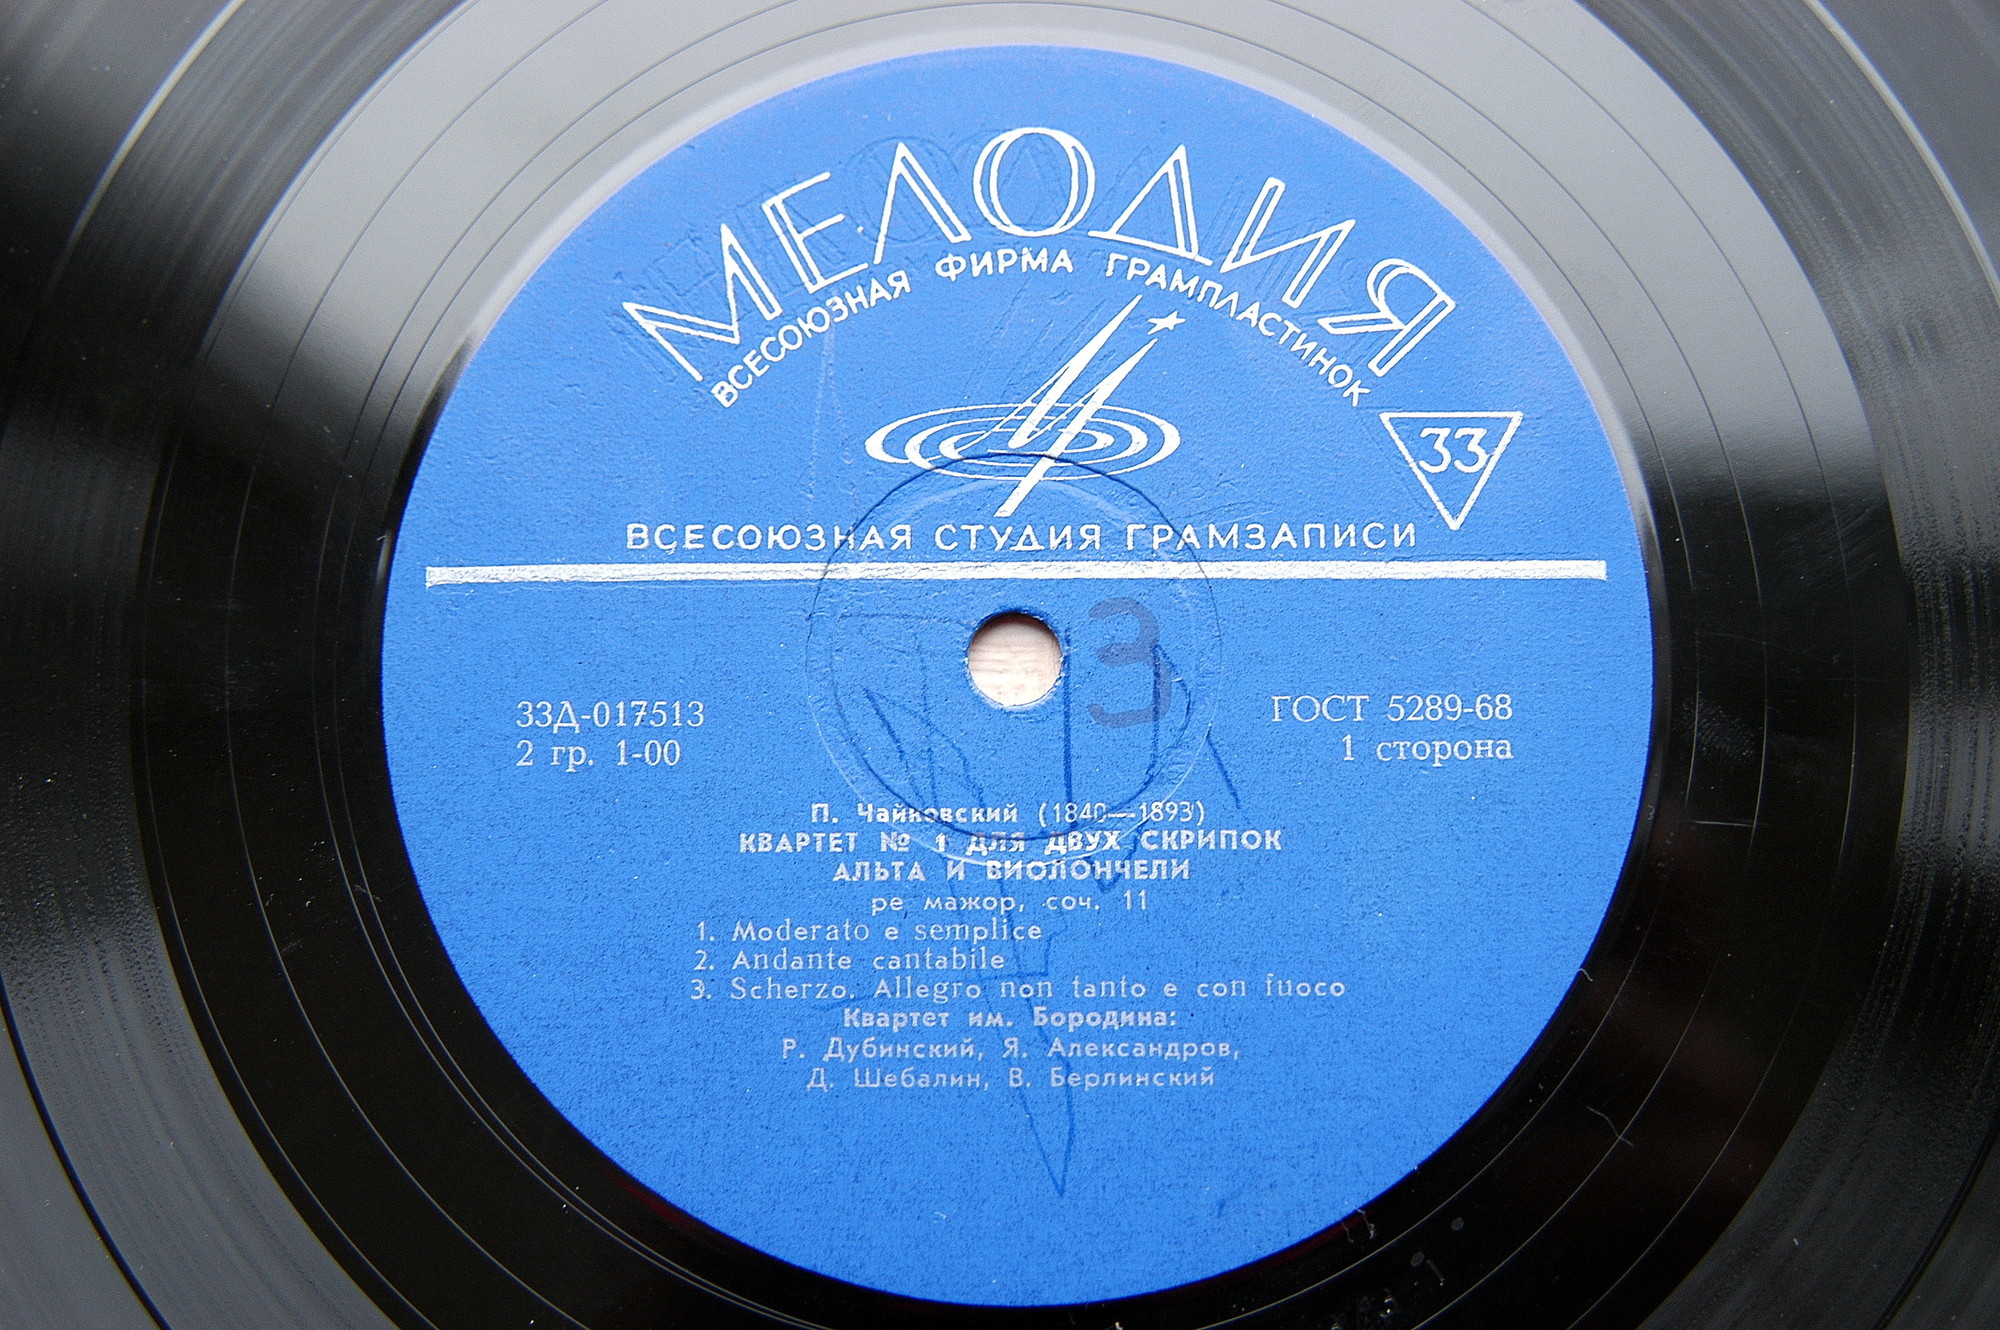 МЕЛОДИЯ
ВСЕСОЮЗНАЯ ФИРМА ГРАМПЛАСТИНОК
33
ВСЕСОЮЗНАЯ СТУДИЯ ГРАМЗАПИСИ
3
33Д-017513
2 гр. 1-00
ГОСТ 5289-68
1 сторона
П. Чайковский (1840—1893)
КВАРТЕТ № 1 ДЛЯ ДВУХ СКРИПОК
АЛЬТА И ВИОЛОНЧЕЛИ
ре мажор, соч. 11
1. Moderato e semplice
2. Andante cantabile
3. Scherzo. Allegro non tanto e con fuoco
Квартет им. Бородина:
Р. Дубинский, Я. Александров,
Д. Шебалин, В. Берлинский